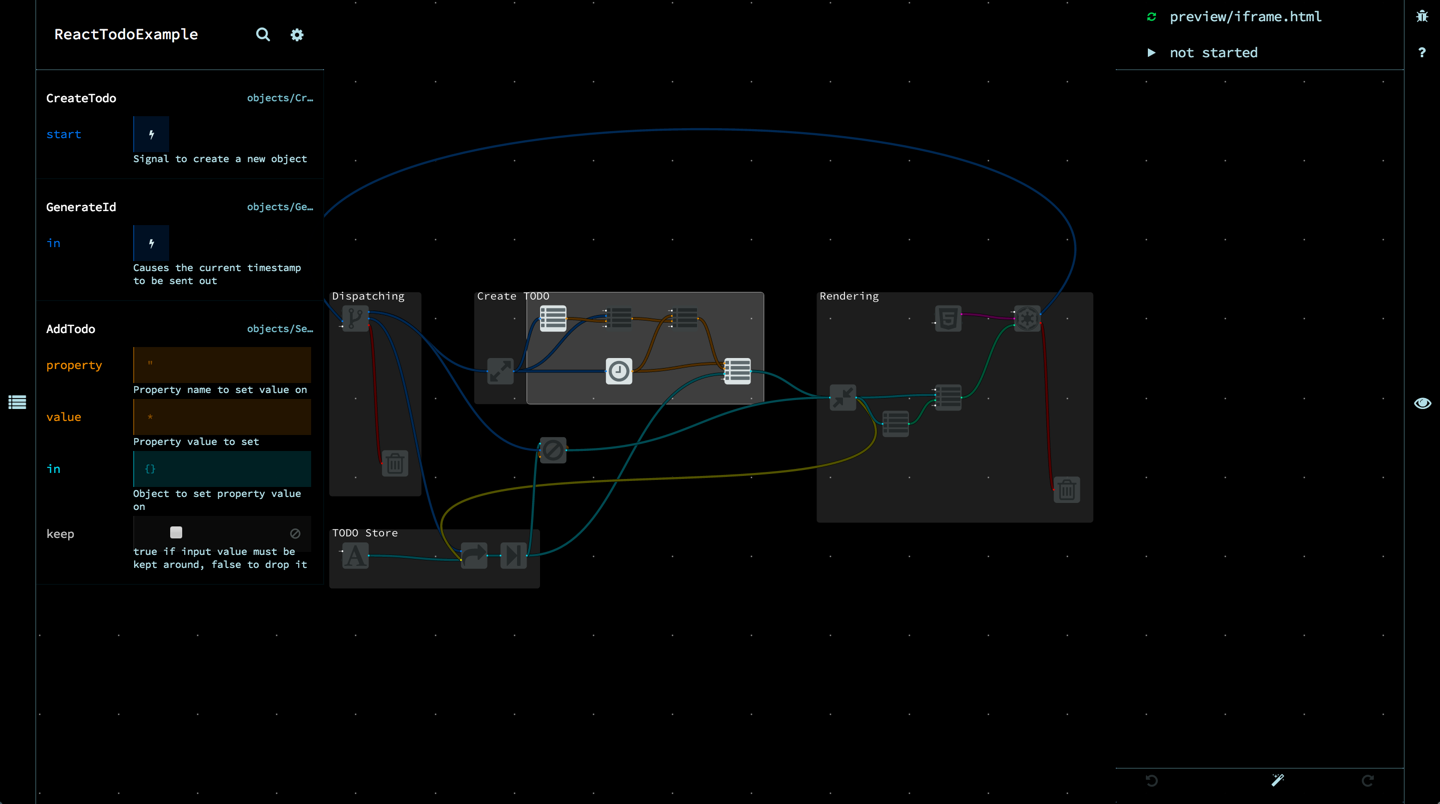 ReactTodoExample
CreateTodo
objects/Cr…
start
Signal to create a new object
GenerateId
objects/Ge…
in
Causes the current timestamp
to be sent out
AddTodo
objects/Se…
property
"
Property name to set value on
value
*
Property value to set
in
{}
Object to set property value
on
keep
true if input value must be
kept around, false to drop it
Dispatching
Create TODO
Rendering
TODO Store
A
preview/iframe.html
not started
?